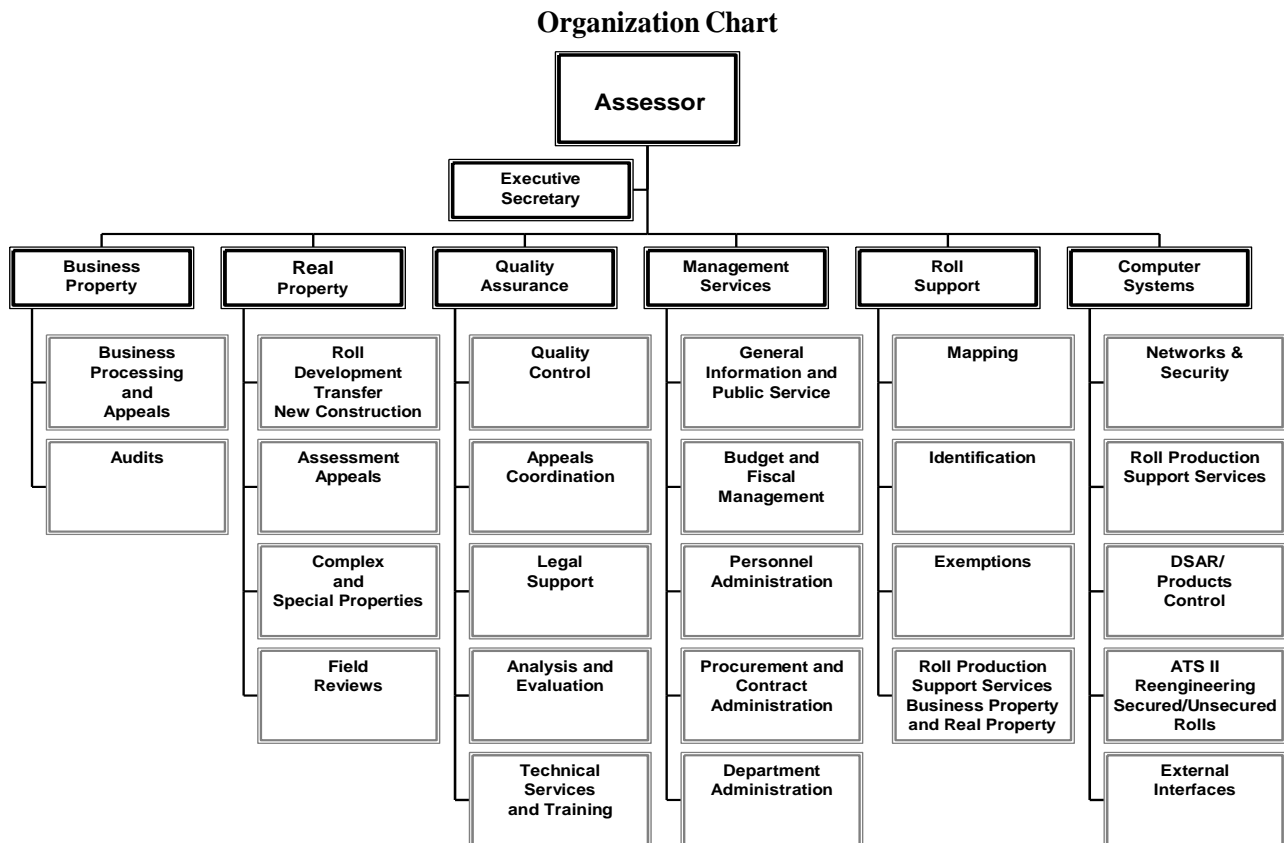 Organization Chart
Assessor
Executive
Secretary
Business
Property
Real
Property
Quality
Assurance
Management
Services
Roll
Support
Computer
Systems
Business
Processing
and
Appeals
Audits
Roll
Development
Transfer
New Construction
Assessment
Appeals
Complex
and
Special Properties
Field
Reviews
Quality
Control
Appeals
Coordination
Legal
Support
Analysis and
Evaluation
Technical
Services
and Training
General
Information and
Public Service
Budget and
Fiscal
Management
Personnel
Administration
Procurement and
Contract
Administration
Department
Administration
Mapping
Identification
Exemptions
Roll Production
Support Services
Business Property
and Real Property
Networks &
Security
Roll Production
Support Services
DSAR/
Products
Control
ATS II
Reengineering
Secured/Unsecured
Rolls
External
Interfaces